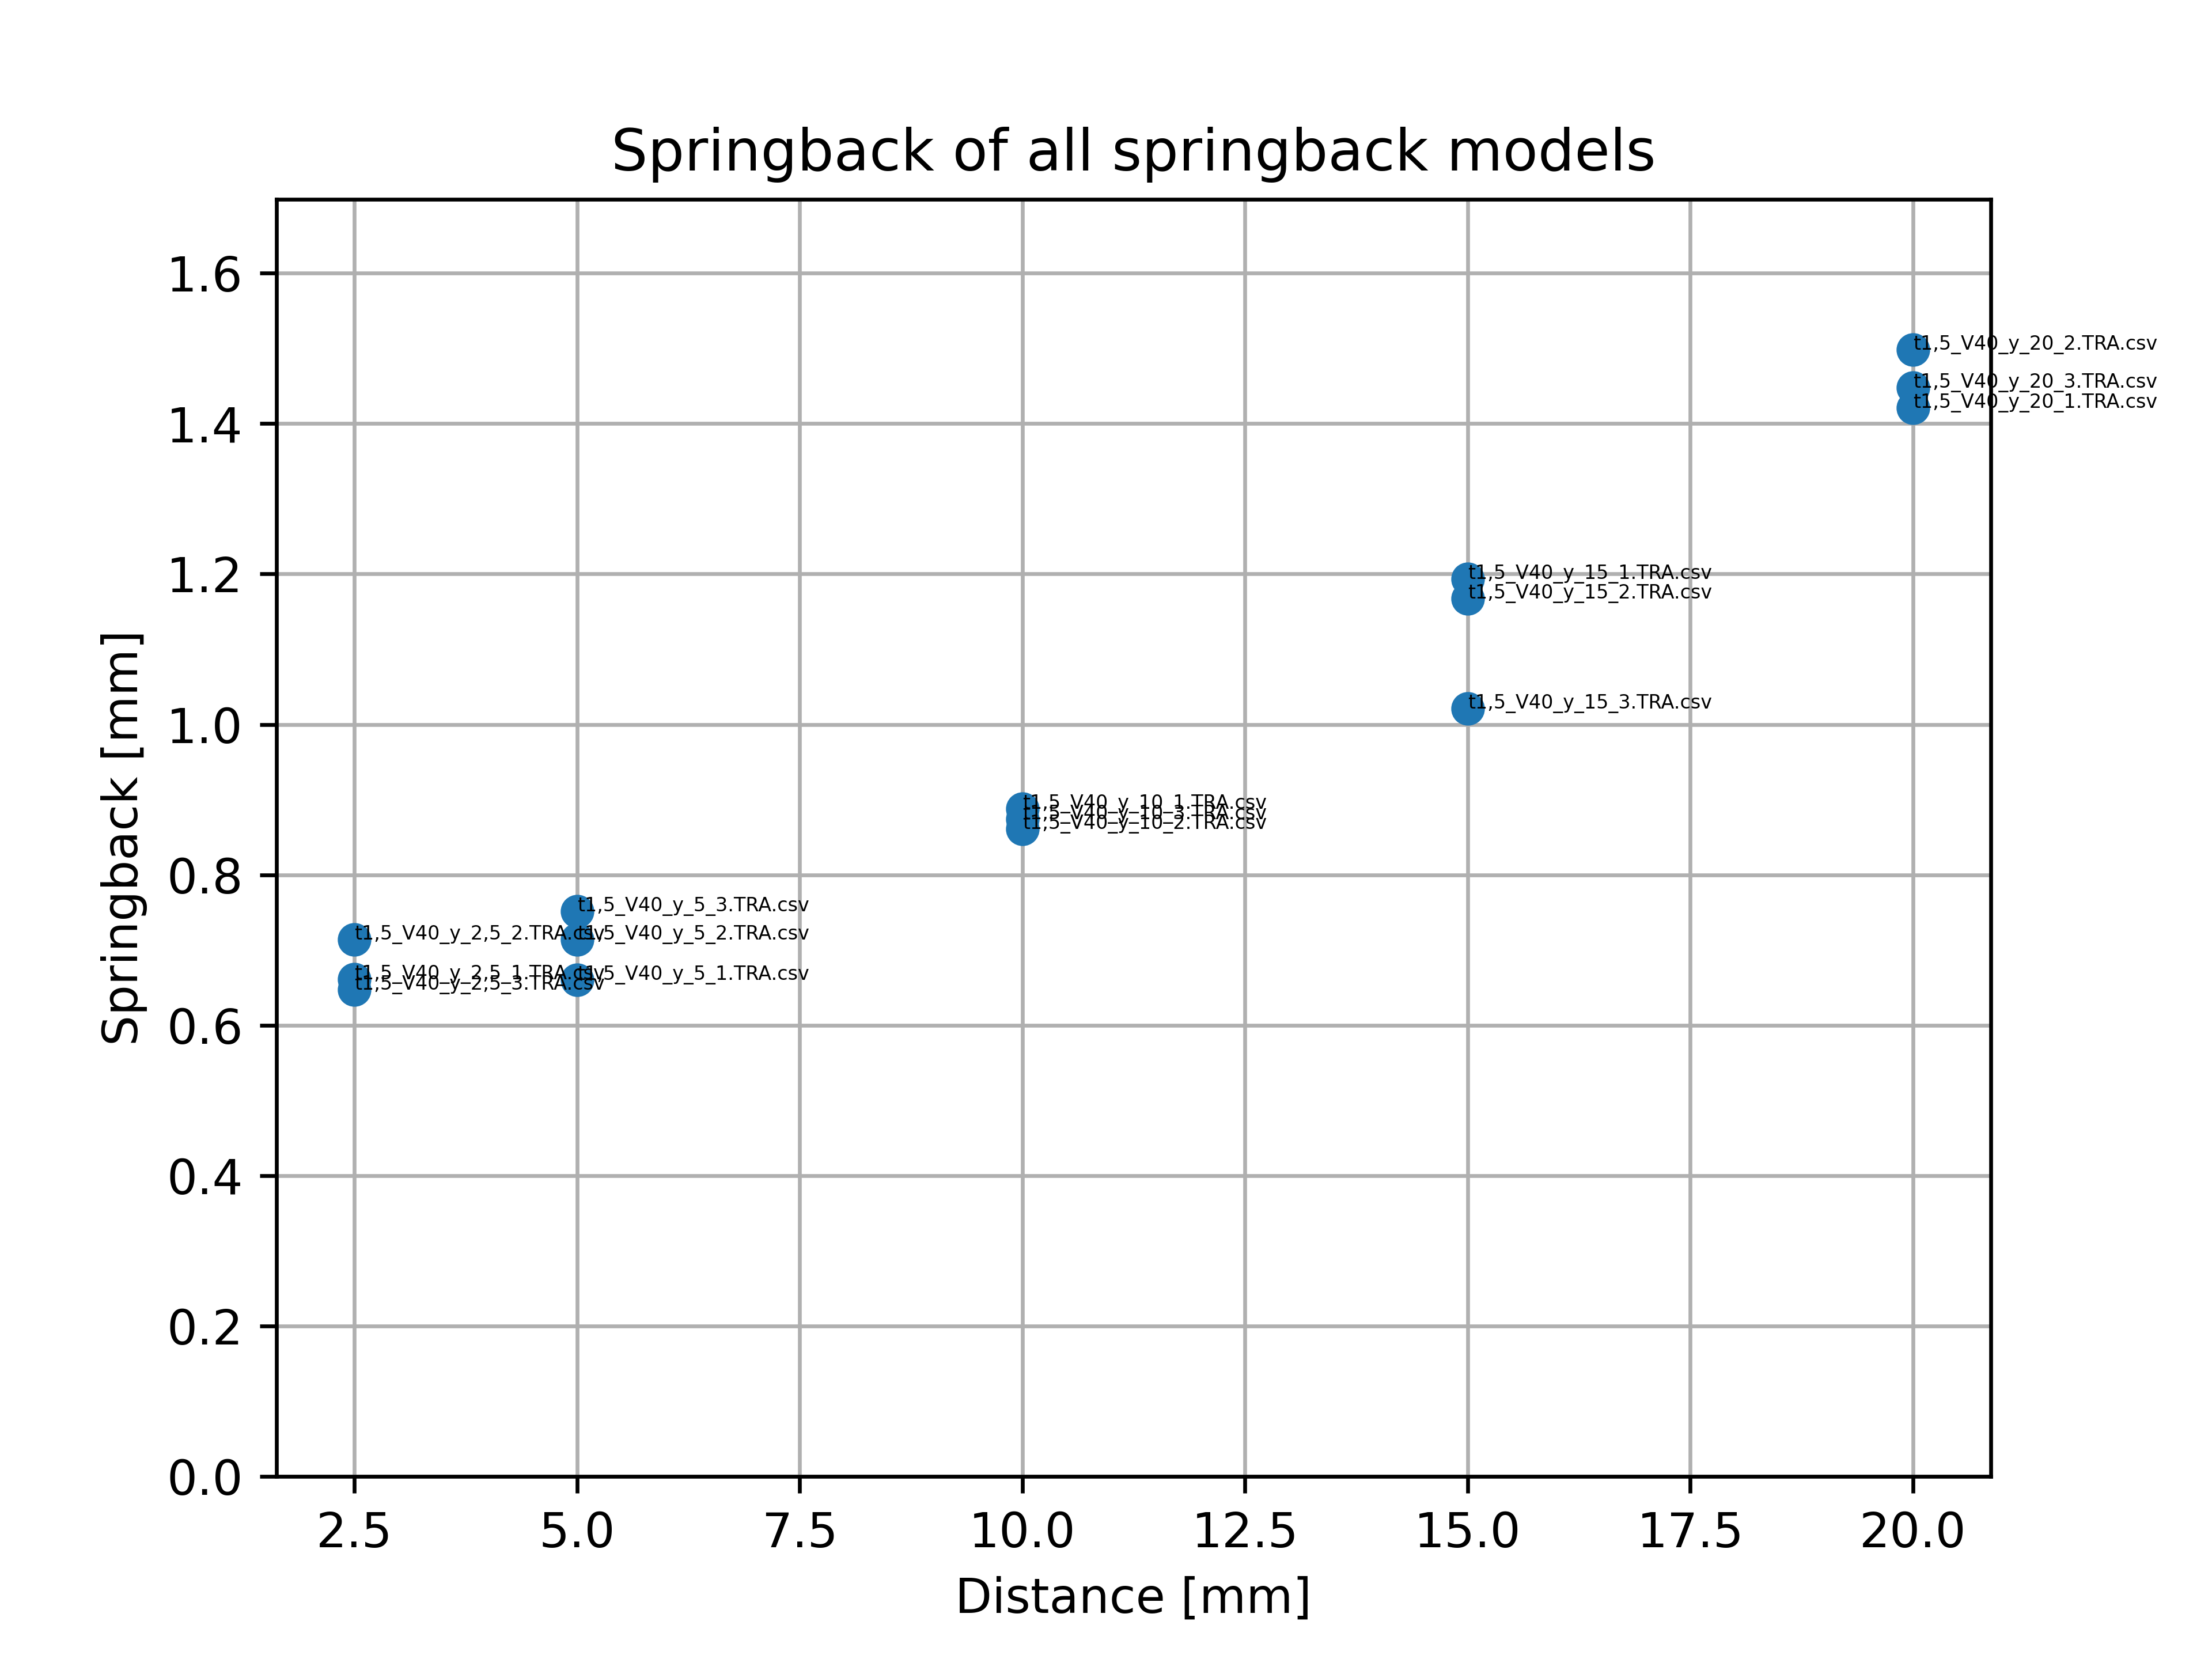 Springback of all springback models
1.6
1.4
1.2
1.0
0.8
0.6
0.4
0.2
0.0
Springback [mm]
t1,5_V40_y_20_2.TRA.csv
t1,5_V40_y_20_3.TRA.csv
t1,5_V40_y_20_1.TRA.csv
t1,5_V40_y_15_1.TRA.csv
t1,5_V40_y_15_2.TRA.csv
t1,5_V40_y_15_3.TRA.csv
t1,5_V40_y_10_1.TRA.csv
t1,5_V40_y_10_3.TRA.csv
t1,5_V40_y_10_2.TRA.csv
t1,5_V40_y_5_3.TRA.csv
t1,5_V40_y_2,5_2.TRA.csv
t1,5_V40_y_5_2.TRA.csv
t1,5_V40_y_2,5_1.TRA.csv
t1,5_V40_y_5_1.TRA.csv
t1,5_V40_y_2,5_3.TRA.csv
2.5 5.0 7.5 10.0 12.5 15.0 17.5 20.0
Distance [mm]